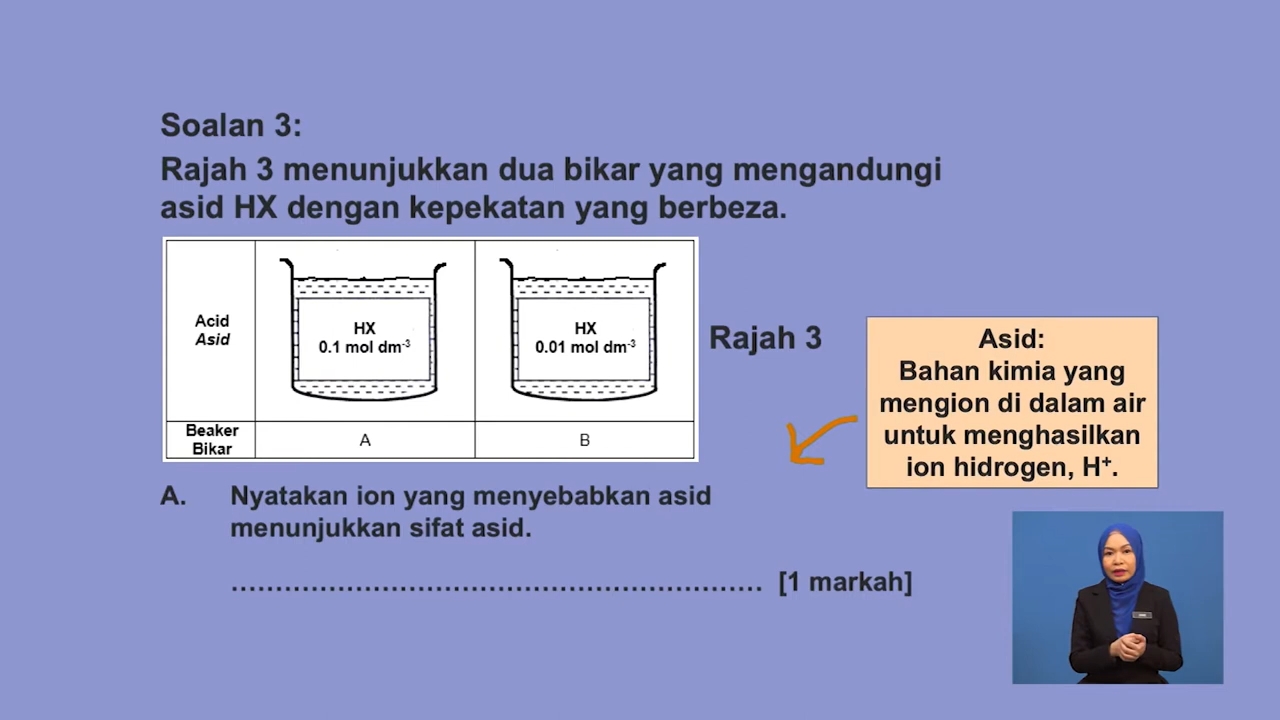 Soalan 3:
Rajah 3 menunjukkan dua bikar yang mengandungi
asid HX dengan kepekatan yang berbeza.
Acid
Asid
HX
0.1 mol dm⁻³
HX
0.01 mol dm⁻³
Beaker
Bikar
A
B
Rajah 3
Asid:
Bahan kimia yang
mengion di dalam air
untuk menghasilkan
ion hidrogen, H⁺.
A. Nyatakan ion yang menyebabkan asid
menunjukkan sifat asid.
…………………………………………………… [1 markah]